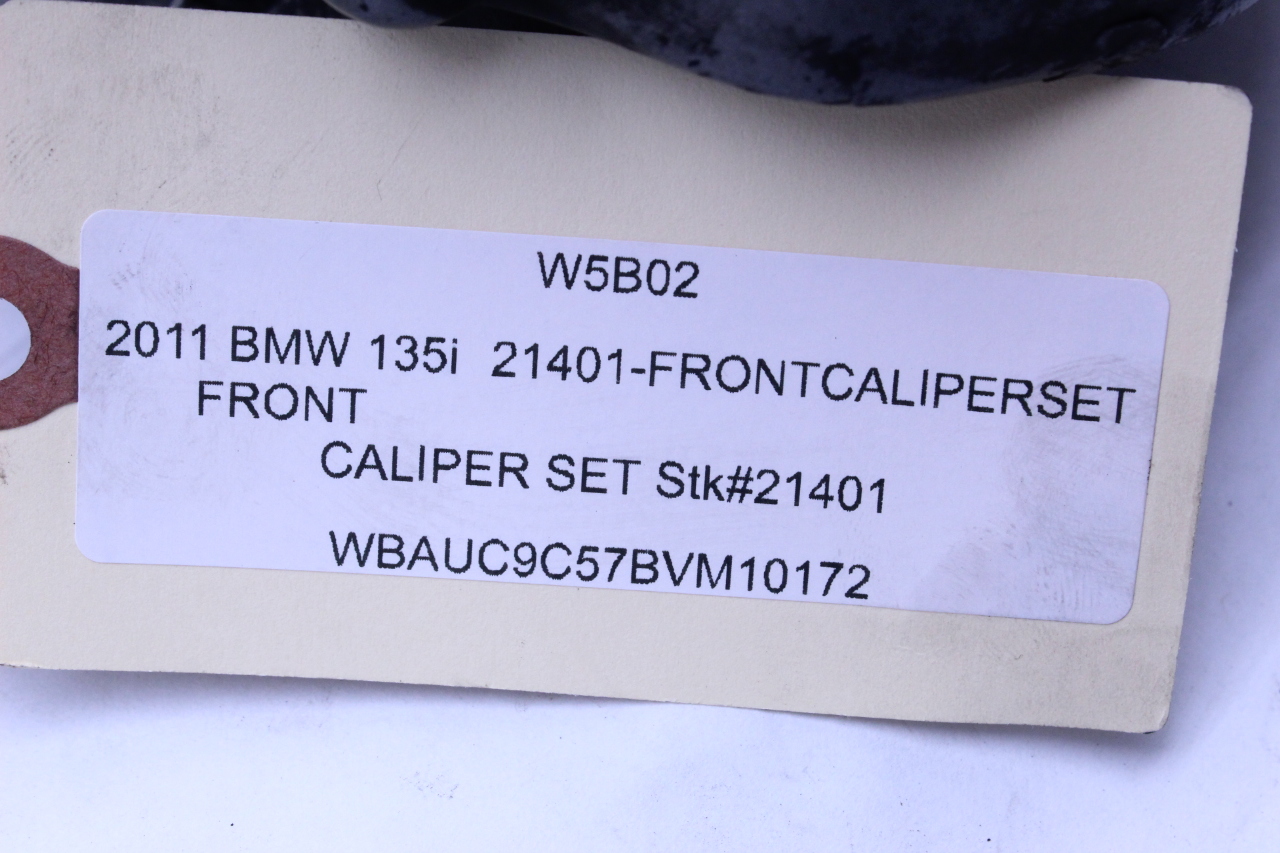 W5B02
2011 BMW 135i 21401-FRONTCALIPERSET
FRONT
CALIPER SET Stk#21401
WBAUC9C57BVM10172